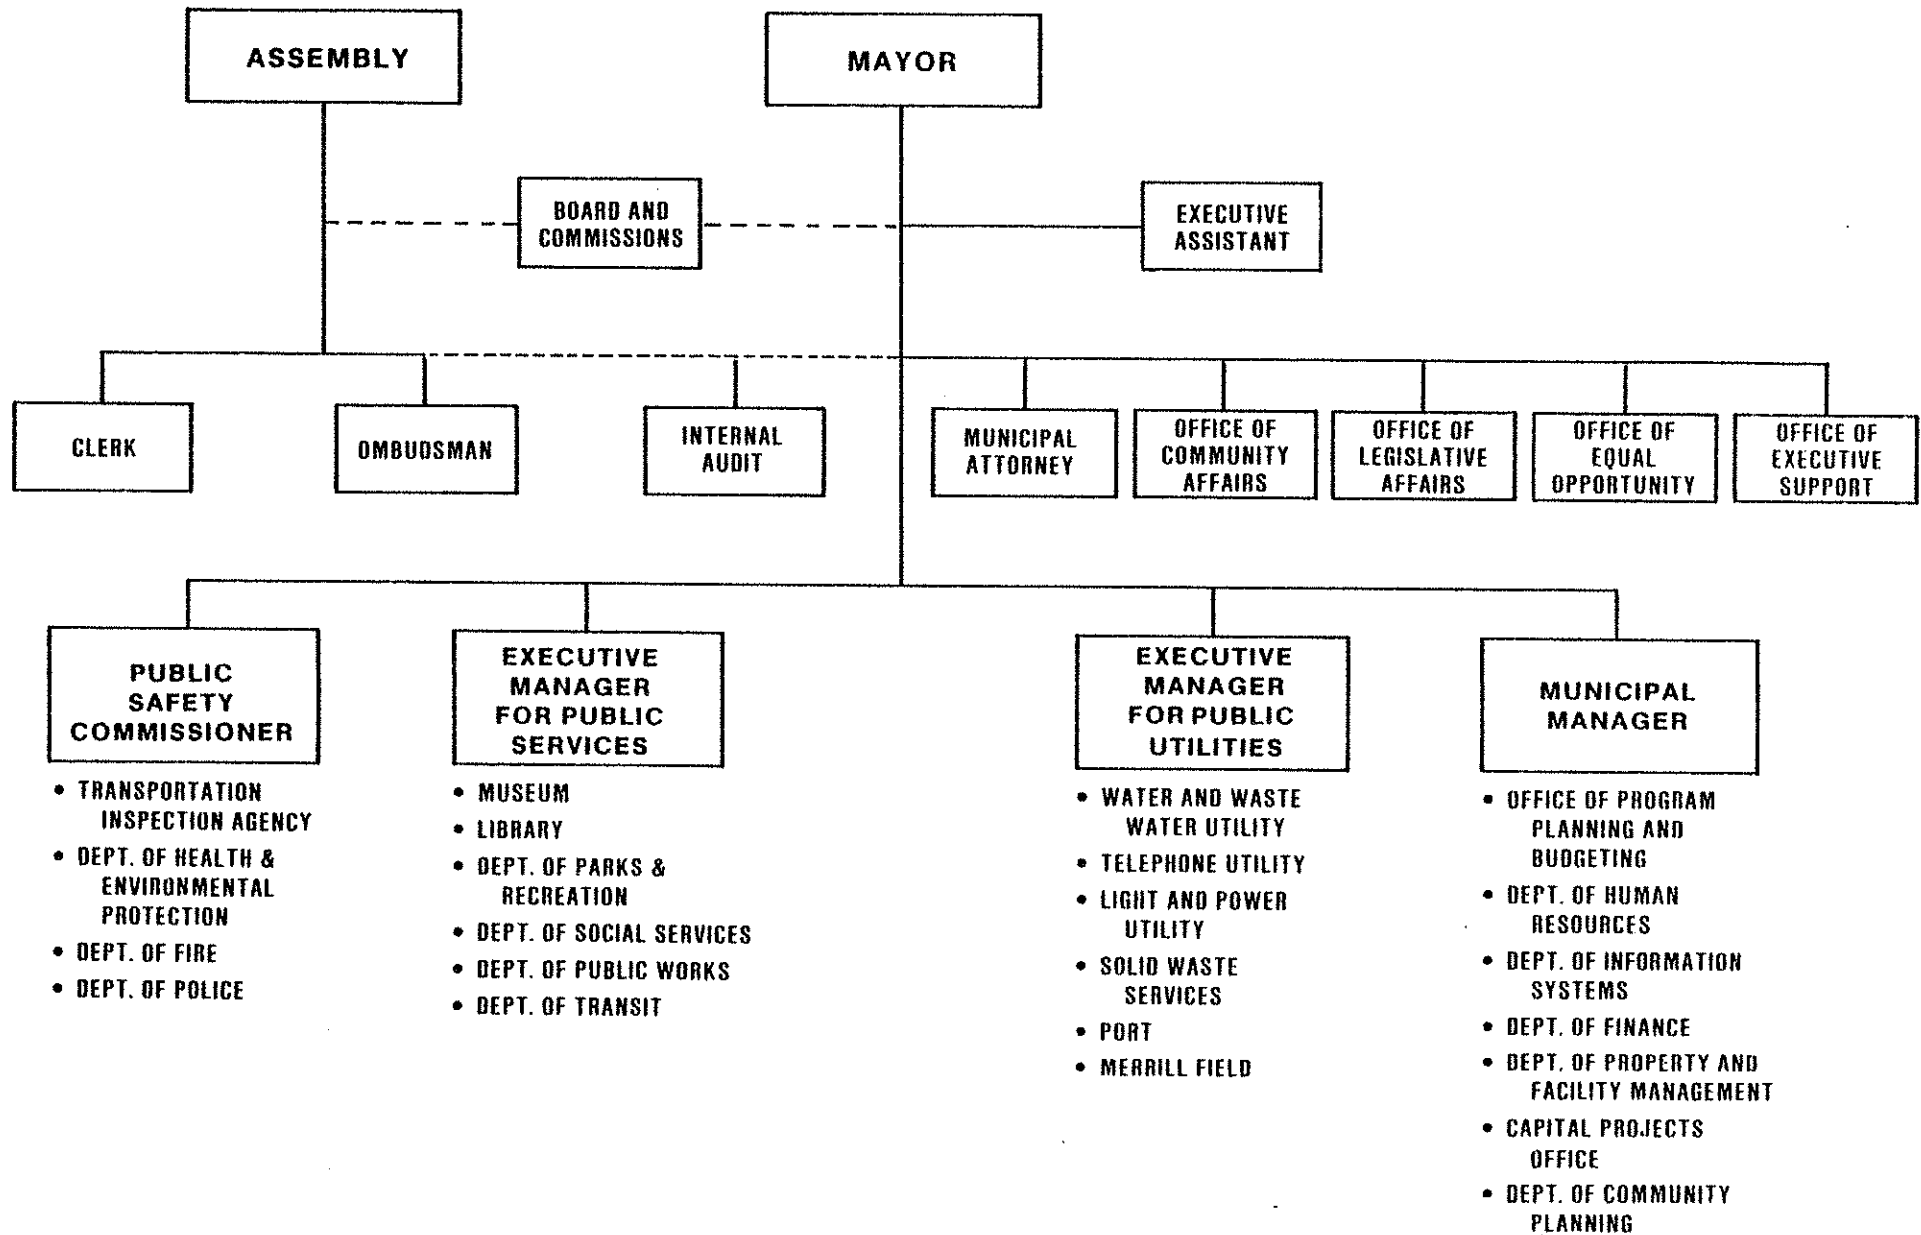 ASSEMBLY
MAYOR
BOARD AND
COMMISSIONS
EXECUTIVE
ASSISTANT
CLERK
OMBUDSMAN
INTERNAL
AUDIT
MUNICIPAL
ATTORNEY
OFFICE OF
COMMUNITY
AFFAIRS
OFFICE OF
LEGISLATIVE
AFFAIRS
OFFICE OF
EQUAL
OPPORTUNITY
OFFICE OF
EXECUTIVE
SUPPORT
PUBLIC
SAFETY
COMMISSIONER
• TRANSPORTATION
INSPECTION AGENCY
• DEPT. OF HEALTH &
ENVIRONMENTAL
PROTECTION
• DEPT. OF FIRE
• DEPT. OF POLICE
EXECUTIVE
MANAGER
FOR PUBLIC
SERVICES
• MUSEUM
• LIBRARY
• DEPT. OF PARKS &
RECREATION
• DEPT. OF SOCIAL SERVICES
• DEPT. OF PUBLIC WORKS
• DEPT. OF TRANSIT
EXECUTIVE
MANAGER
FOR PUBLIC
UTILITIES
• WATER AND WASTE
WATER UTILITY
• TELEPHONE UTILITY
• LIGHT AND POWER
UTILITY
• SOLID WASTE
SERVICES
• PORT
• MERRILL FIELD
MUNICIPAL
MANAGER
• OFFICE OF PROGRAM
PLANNING AND
BUDGETING
• DEPT. OF HUMAN
RESOURCES
• DEPT. OF INFORMATION
SYSTEMS
• DEPT. OF FINANCE
• DEPT. OF PROPERTY AND
FACILITY MANAGEMENT
• CAPITAL PROJECTS
OFFICE
• DEPT. OF COMMUNITY
PLANNING